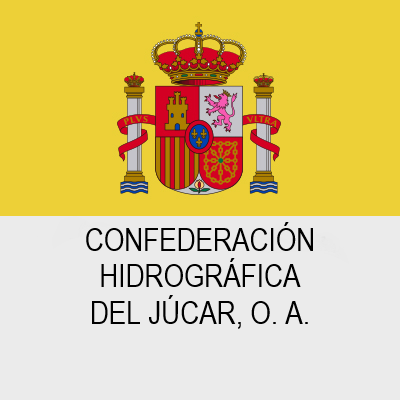 PLVS VLTRA
CONFEDERACIÓN
HIDROGRÁFICA
DEL JÚCAR, O. A.